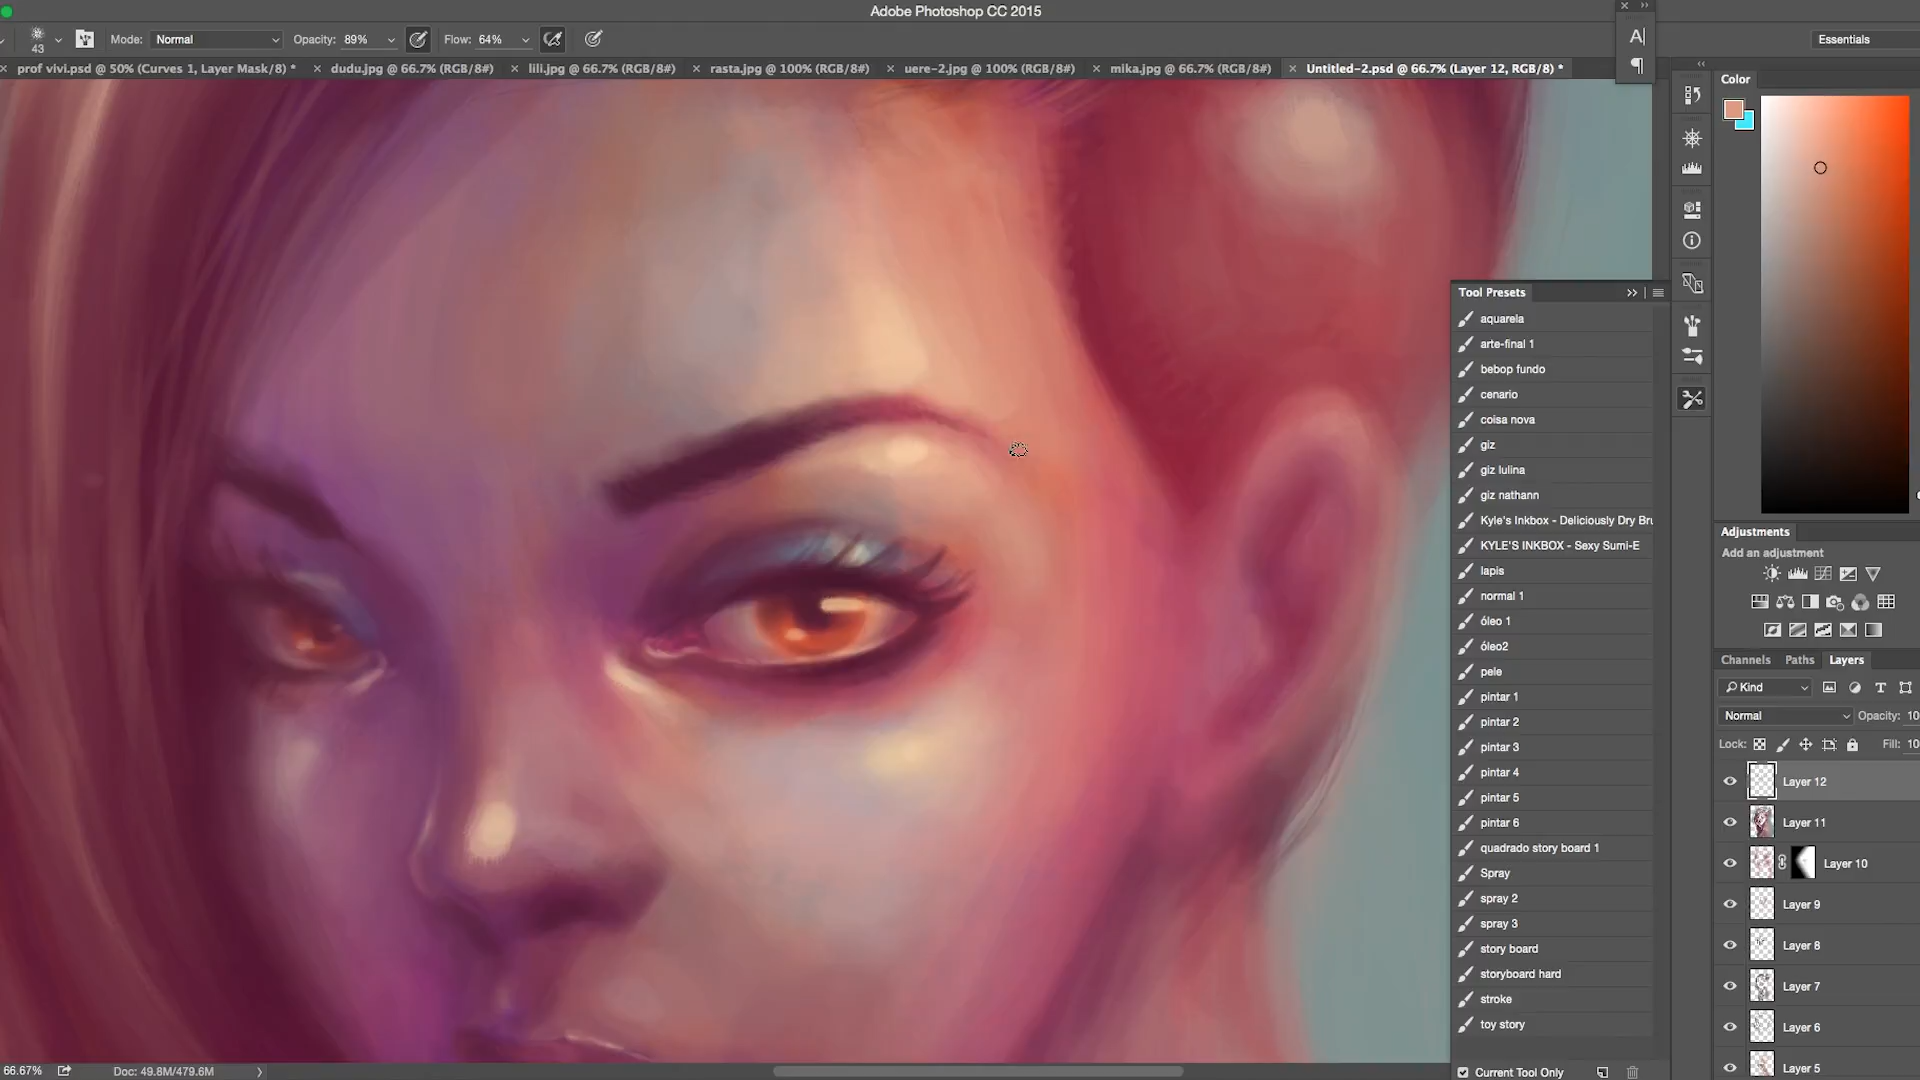 Adobe Photoshop CC 2015
43
Mode: Normal Opacity: 89% Flow: 64%
Essentials
prof vivi.psd @ 50% (Curves 1, Layer Mask/8) *
dudu.jpg @ 66.7% (RGB/8#)
lili.jpg @ 66.7% (RGB/8#)
rasta.jpg @ 100% (RGB/8#)
uere-2.jpg @ 100% (RGB/8#)
mika.jpg @ 66.7% (RGB/8#)
Untitled-2.psd @ 66.7% (Layer 12, RGB/8) *
A
Color
Tool Presets
aquarela
arte-final 1
bebop fundo
cenario
coisa nova
giz
giz lulina
giz nathann
Kyle's Inkbox - Deliciously Dry Bru
KYLE'S INKBOX - Sexy Sumi-E
lapis
normal 1
óleo 1
óleo2
pele
pintar 1
pintar 2
pintar 3
pintar 4
pintar 5
pintar 6
quadrado story board 1
Spray
spray 2
spray 3
story board
storyboard hard
stroke
toy story
Current Tool Only
Adjustments
Add an adjustment
Channels Paths Layers
Kind
Normal Opacity: 10
Lock: Fill: 10
Layer 12
Layer 11
Layer 10
Layer 9
Layer 8
Layer 7
Layer 6
Layer 5
66.67% Doc: 49.8M/479.6M